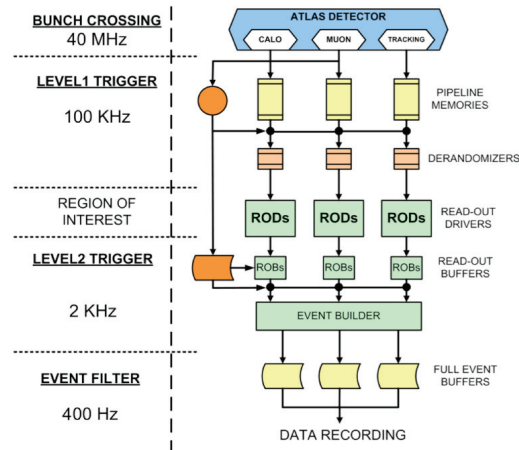 BUNCH CROSSING
40 MHz
LEVEL1 TRIGGER
100 KHz
REGION OF
INTEREST
LEVEL2 TRIGGER
2 KHz
EVENT FILTER
400 Hz
ATLAS DETECTOR
CALO
MUON
TRACKING
PIPELINE
MEMORIES
DERANDOMIZERS
RODs
RODs
RODs
READ-OUT
DRIVERS
ROBs
ROBs
ROBs
READ-OUT
BUFFERS
EVENT BUILDER
FULL EVENT
BUFFERS
DATA RECORDING